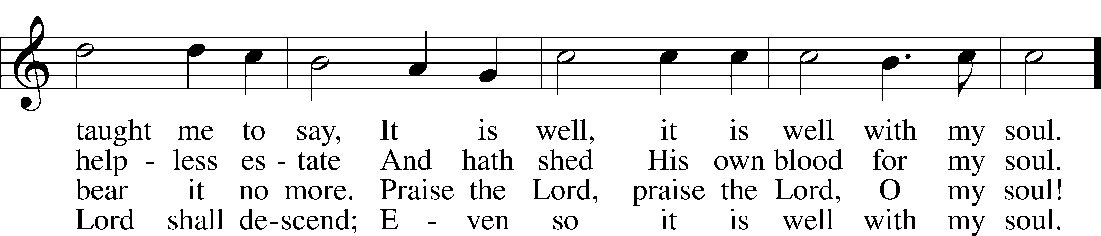 taught me to say, It is well, it is well with my soul.
help - less es - tate And hath shed His own blood for my soul.
bear it no more. Praise the Lord, praise the Lord, O my soul!
Lord shall de-scend; E - ven so it is well with my soul.